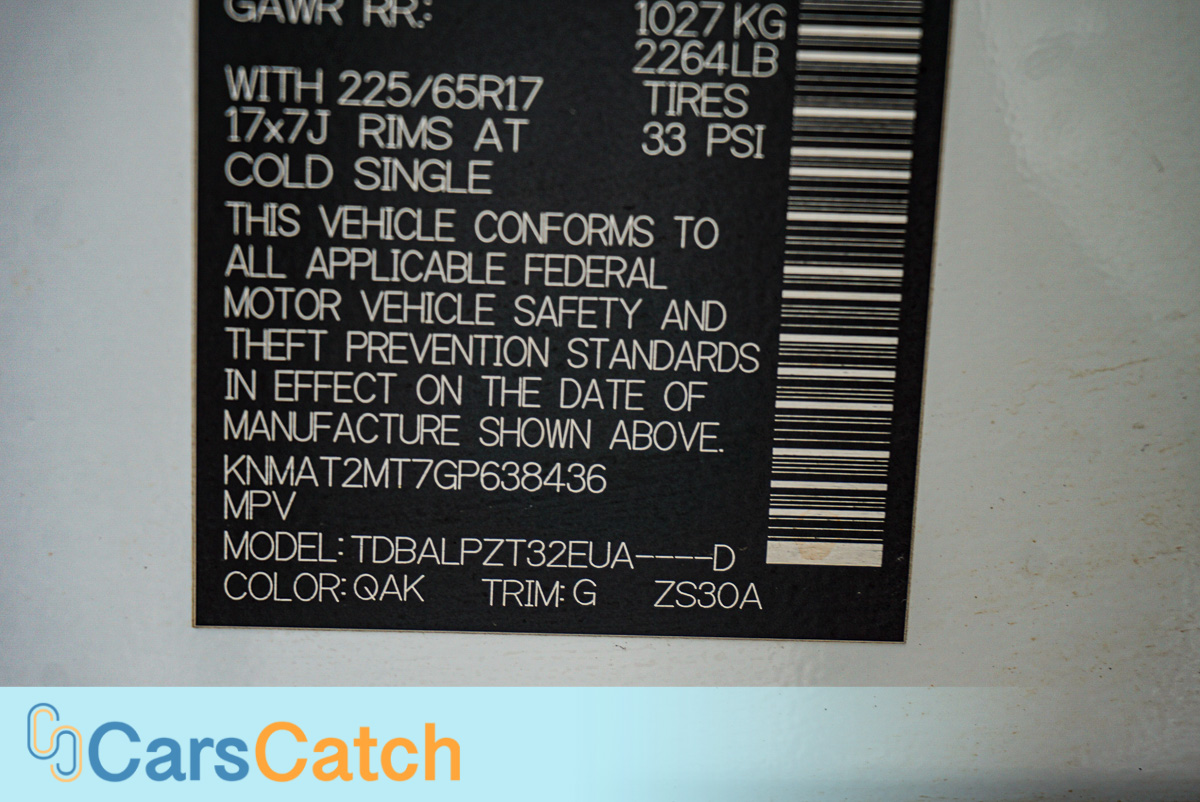 GAWR RR: 1027 KG
2264LB
WITH 225/65R17 TIRES
17x7J RIMS AT 33 PSI
COLD SINGLE
THIS VEHICLE CONFORMS TO
ALL APPLICABLE FEDERAL
MOTOR VEHICLE SAFETY AND
THEFT PREVENTION STANDARDS
IN EFFECT ON THE DATE OF
MANUFACTURE SHOWN ABOVE.
KNMAT2MT7GP638436
MPV
MODEL: TDBALPZT32EUA----D
COLOR: QAK TRIM: G ZS30A
CarsCatch